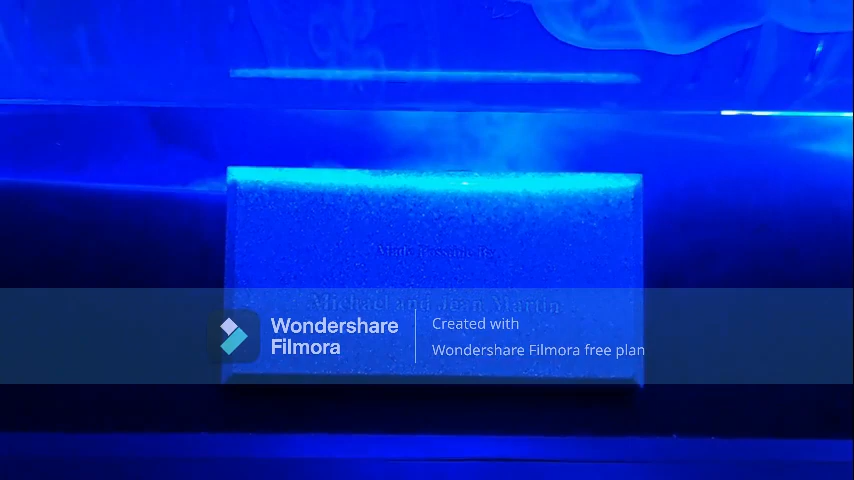 Made Possible By
Michael and Jean Martin
Wondershare
Filmora
Created with
Wondershare Filmora free plan